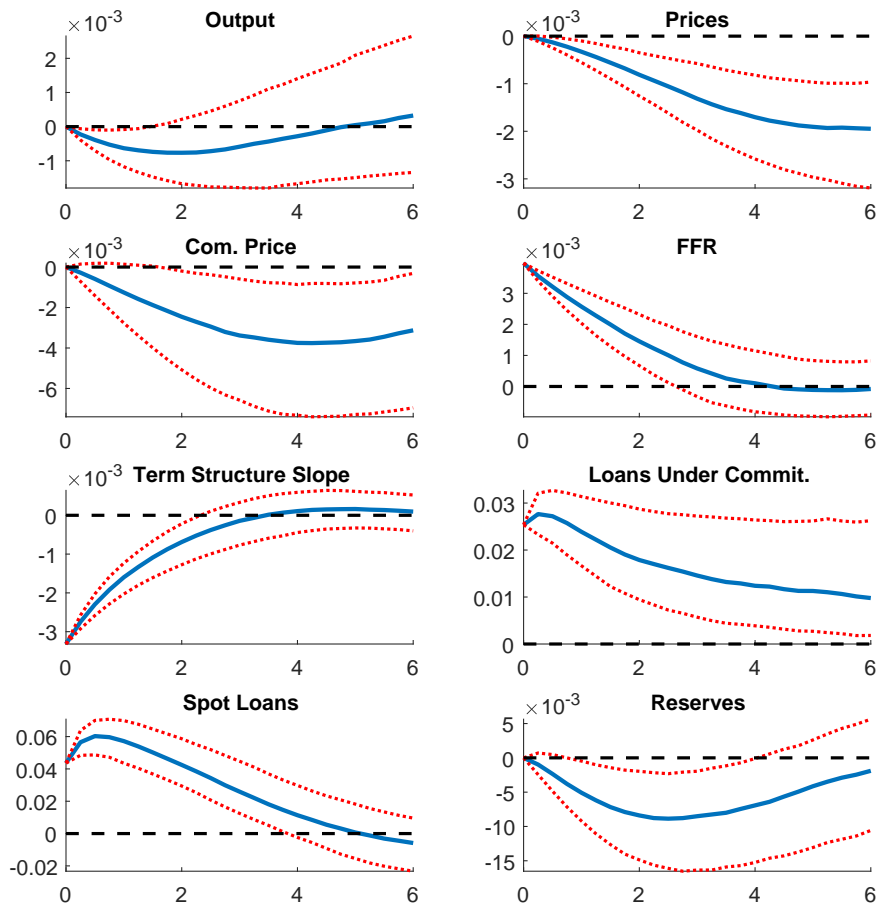 ×10⁻³ Output
2
1
0
-1
0 2 4 6
Prices ×10⁻³
0
-1
-2
-3
0 2 4 6
×10⁻³ Com. Price
0
-2
-4
-6
0 2 4 6
×10⁻³ FFR
3
2
1
0
0 2 4 6
×10⁻³ Term Structure Slope
0
-1
-2
-3
0 2 4 6
Loans Under Commit.
0.03
0.02
0.01
0
0 2 4 6
Spot Loans
0.06
0.04
0.02
0
-0.02
0 2 4 6
×10⁻³ Reserves
5
0
-5
-10
-15
0 2 4 6